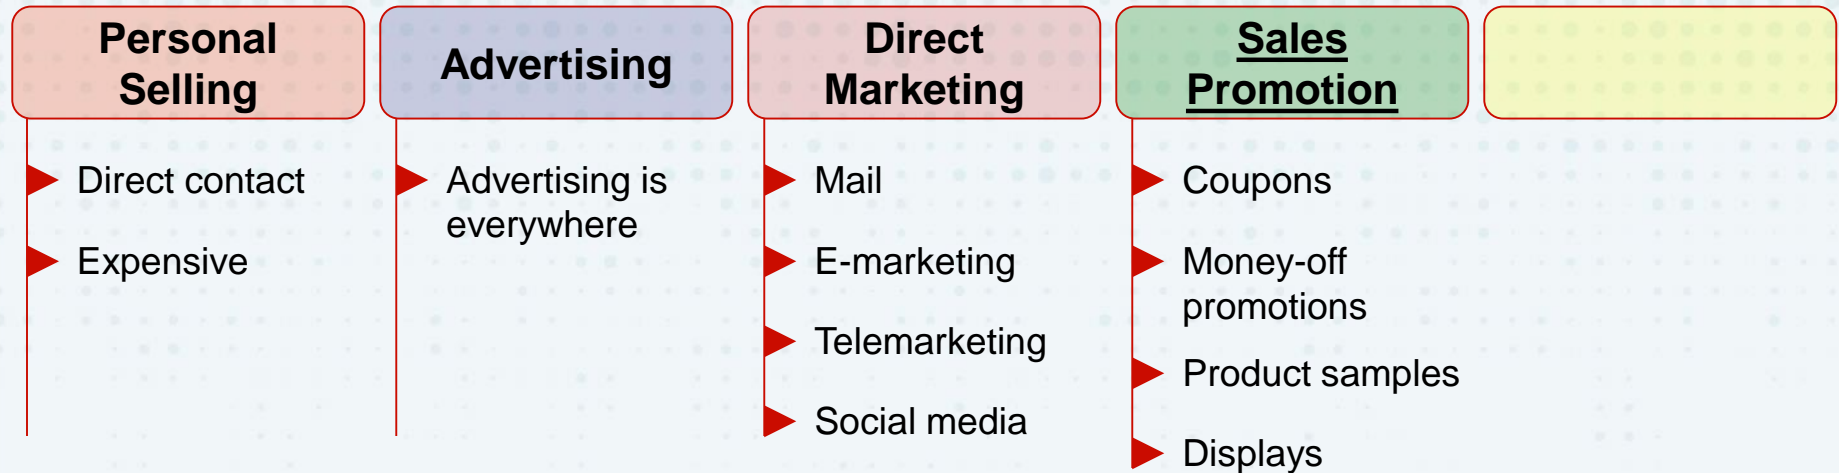 Personal
Selling
Direct contact
Expensive
Advertising
Advertising is
everywhere
Direct
Marketing
Mail
E-marketing
Telemarketing
Social media
Sales
Promotion
Coupons
Money-off
promotions
Product samples
Displays